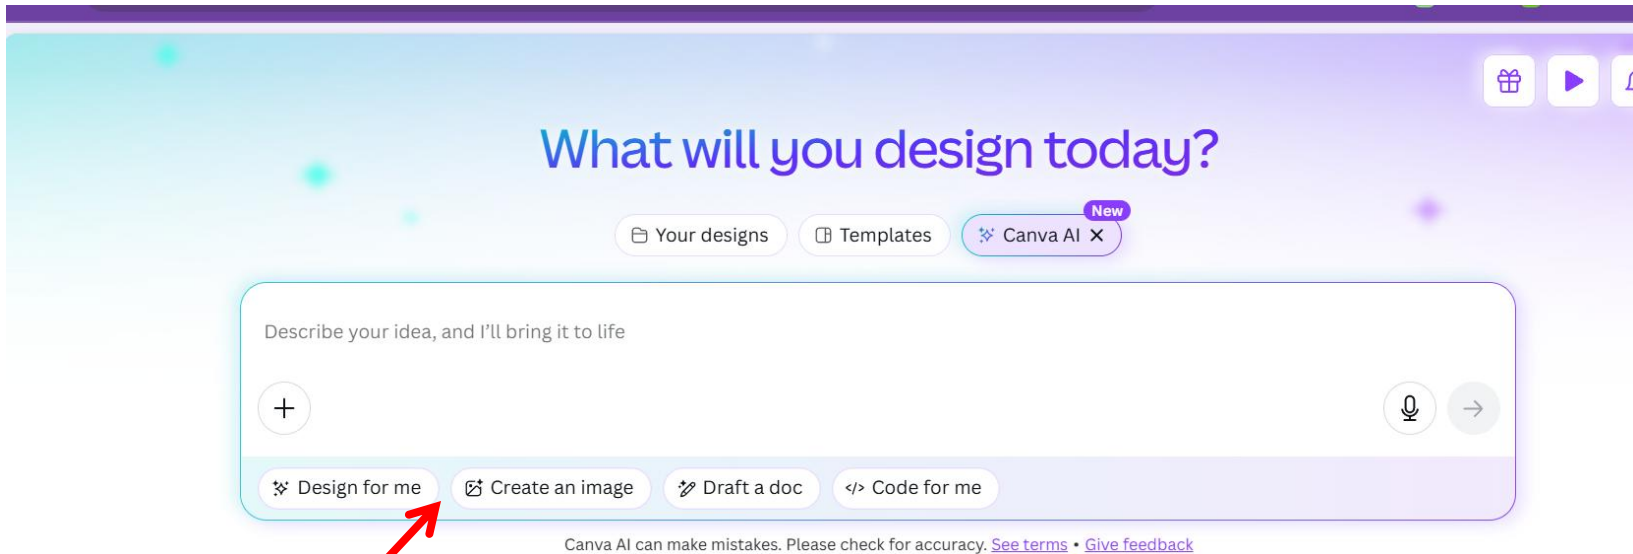 What will you design today?
New
Your designs Templates Canva AI
Describe your idea, and I'll bring it to life
Design for me Create an image Draft a doc </> Code for me
Canva AI can make mistakes. Please check for accuracy. See terms • Give feedback